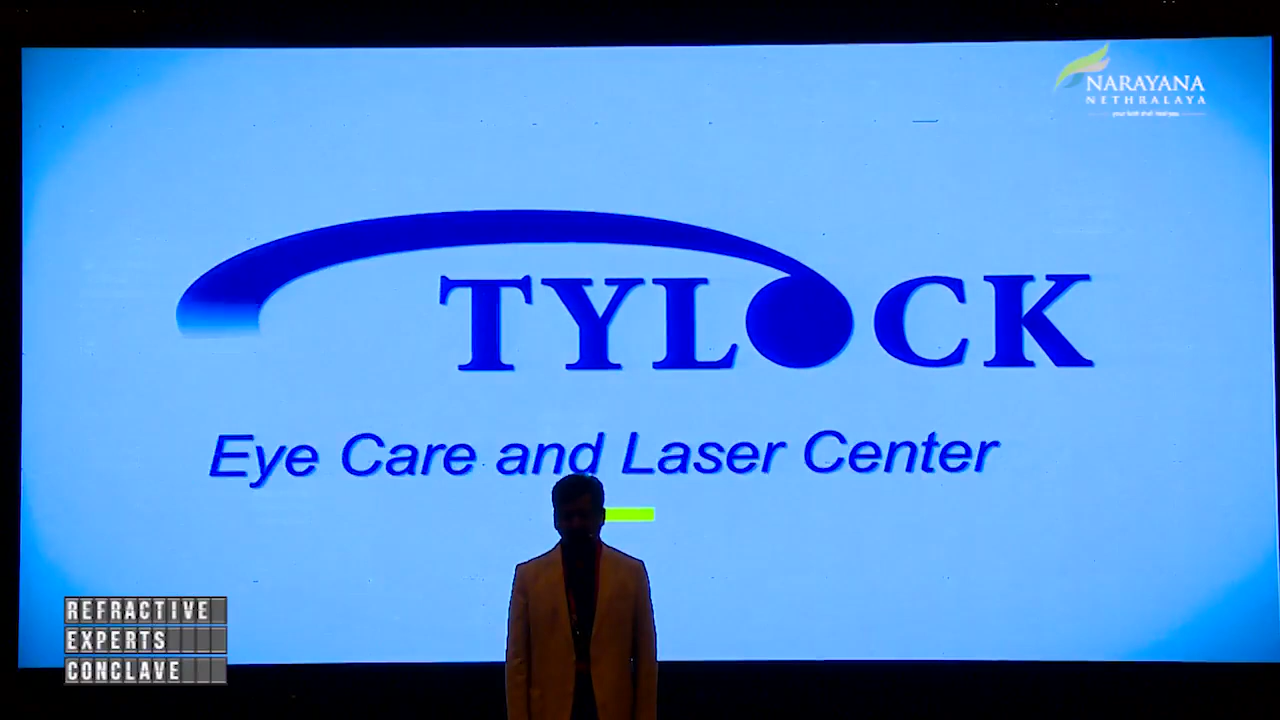 NARAYANA
NETHRALAYA
TYLOCK
Eye Care and Laser Center
REFRACTIVE
EXPERTS
CONCLAVE